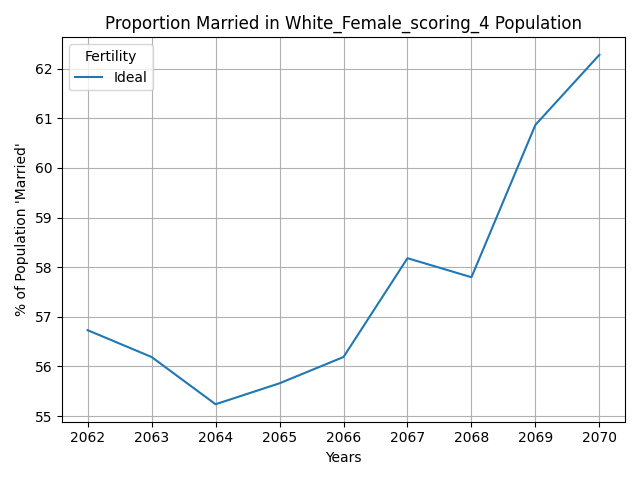 Proportion Married in White_Female_scoring_4 Population
Fertility
Ideal
% of Population 'Married'
62
61
60
59
58
57
56
55
2062 2063 2064 2065 2066 2067 2068 2069 2070
Years